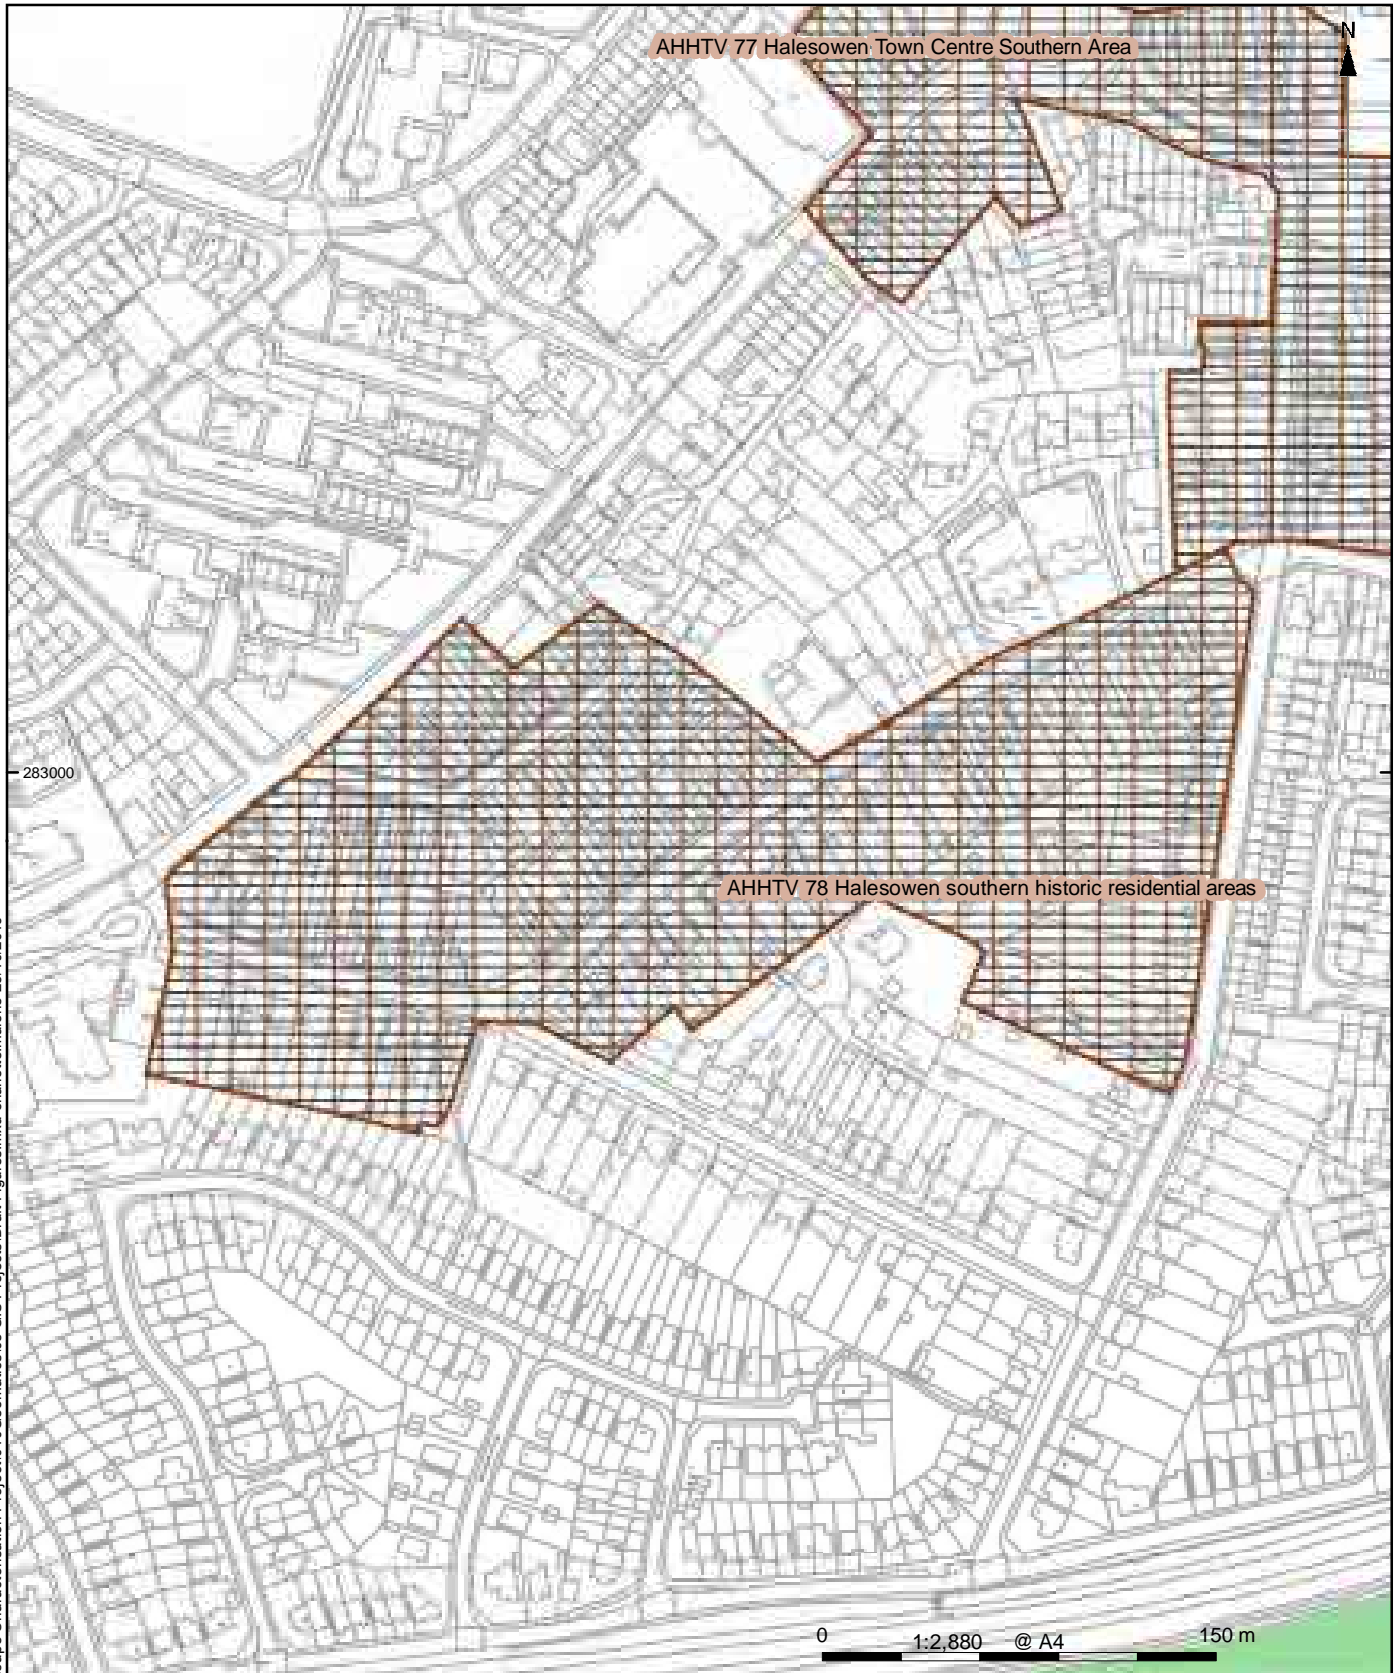 AHHTV 77 Halesowen Town Centre Southern Area
N
283000
AHHTV 78 Halesowen southern historic residential areas
0
1:2,880 @ A4
150 m